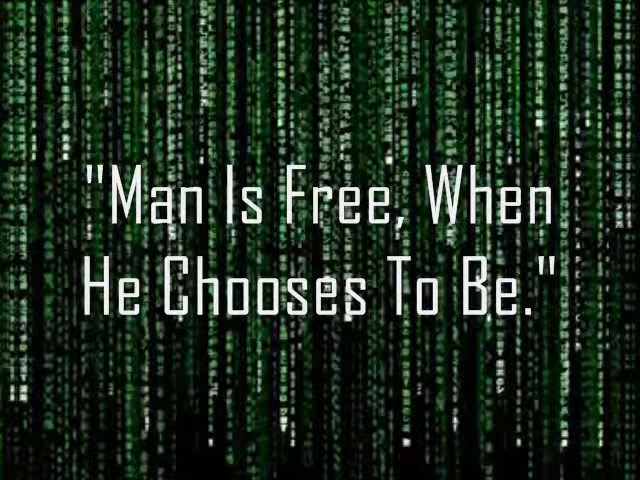 "Man Is Free, When
He Chooses To Be."